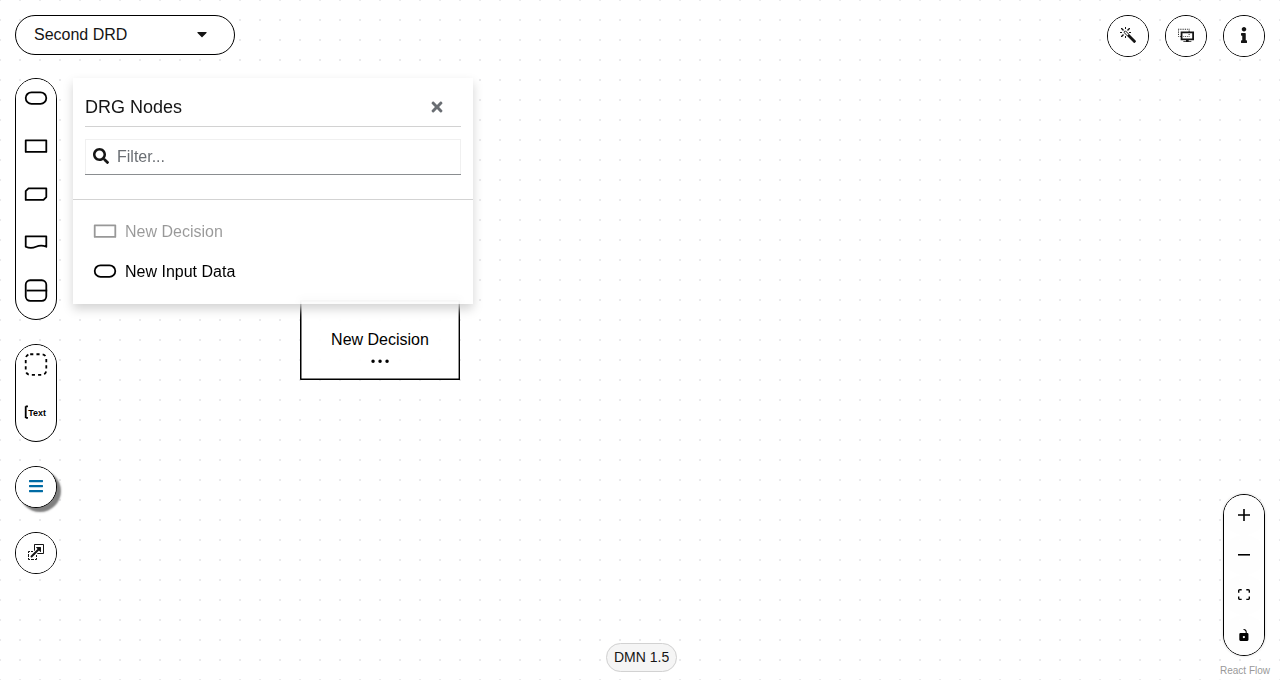 Second DRD
DRG Nodes
Filter...
New Decision
New Input Data
New Decision
Text
DMN 1.5
React Flow